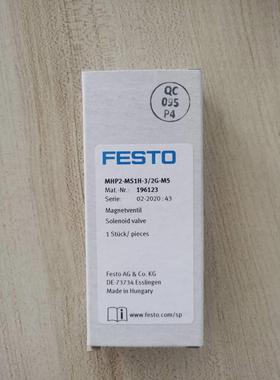 QC
095
P4
FESTO
MHP2-MS1H-3/2G-M5
Mat.-Nr.: 196123
Serie: 02-2020 : 43
Magnetventil
Solenoid valve
1 Stück/ pieces
Festo AG & Co. KG
DE-73734 Esslingen
Made in Hungary
www.festo.com/sp